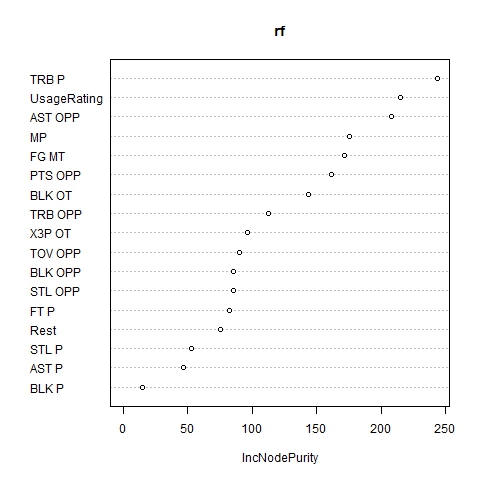 rf
TRB P
UsageRating
AST OPP
MP
FG MT
PTS OPP
BLK OT
TRB OPP
X3P OT
TOV OPP
BLK OPP
STL OPP
FT P
Rest
STL P
AST P
BLK P
0 50 100 150 200 250
IncNodePurity